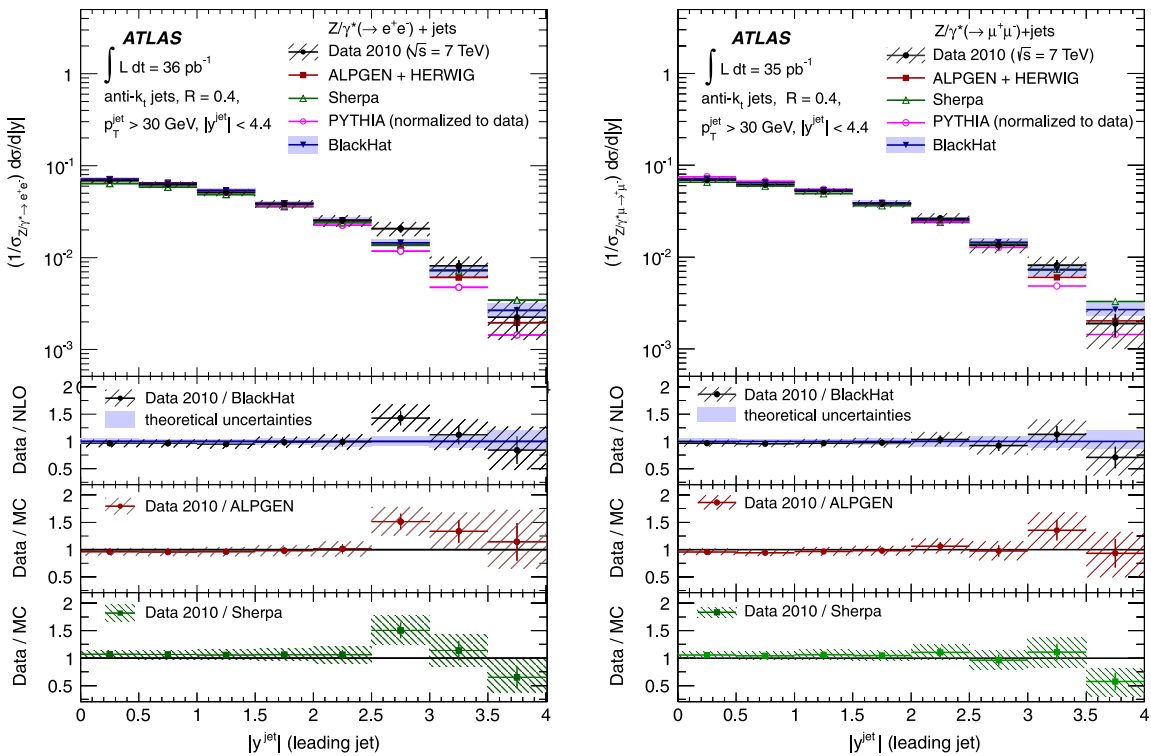 ATLAS
∫ L dt = 36 pb⁻¹
anti-kₜ jets, R = 0.4,
p_T^jet > 30 GeV, |y^jet| < 4.4
Z/γ*(→ e⁺e⁻) + jets
Data 2010 (√s = 7 TeV)
ALPGEN + HERWIG
Sherpa
PYTHIA (normalized to data)
BlackHat
(1/σ_Z/γ*→ e⁺e⁻) dσ/d|y|
1
10⁻¹
10⁻²
10⁻³
Data / NLO
2
1.5
1
0.5
Data 2010 / BlackHat
theoretical uncertainties
Data / MC
2
1.5
1
0.5
Data 2010 / ALPGEN
Data / MC
2
1.5
1
0.5
Data 2010 / Sherpa
0 0.5 1 1.5 2 2.5 3 3.5 4
|y^jet| (leading jet)
ATLAS
∫ L dt = 35 pb⁻¹
anti-kₜ jets, R = 0.4,
p_T^jet > 30 GeV, |y^jet| < 4.4
Z/γ*(→ μ⁺μ⁻)+jets
Data 2010 (√s = 7 TeV)
ALPGEN + HERWIG
Sherpa
PYTHIA (normalized to data)
BlackHat
(1/σ_Z/γ*μ→⁺μ⁻) dσ/d|y|
1
10⁻¹
10⁻²
10⁻³
Data / NLO
2
1.5
1
0.5
Data 2010 / BlackHat
theoretical uncertainties
Data / MC
2
1.5
1
0.5
Data 2010 / ALPGEN
Data / MC
2
1.5
1
0.5
Data 2010 / Sherpa
0 0.5 1 1.5 2 2.5 3 3.5 4
|y^jet| (leading jet)